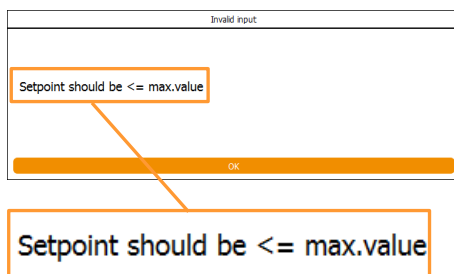 Invalid input
Setpoint should be <= max.value
OK
Setpoint should be <= max.value